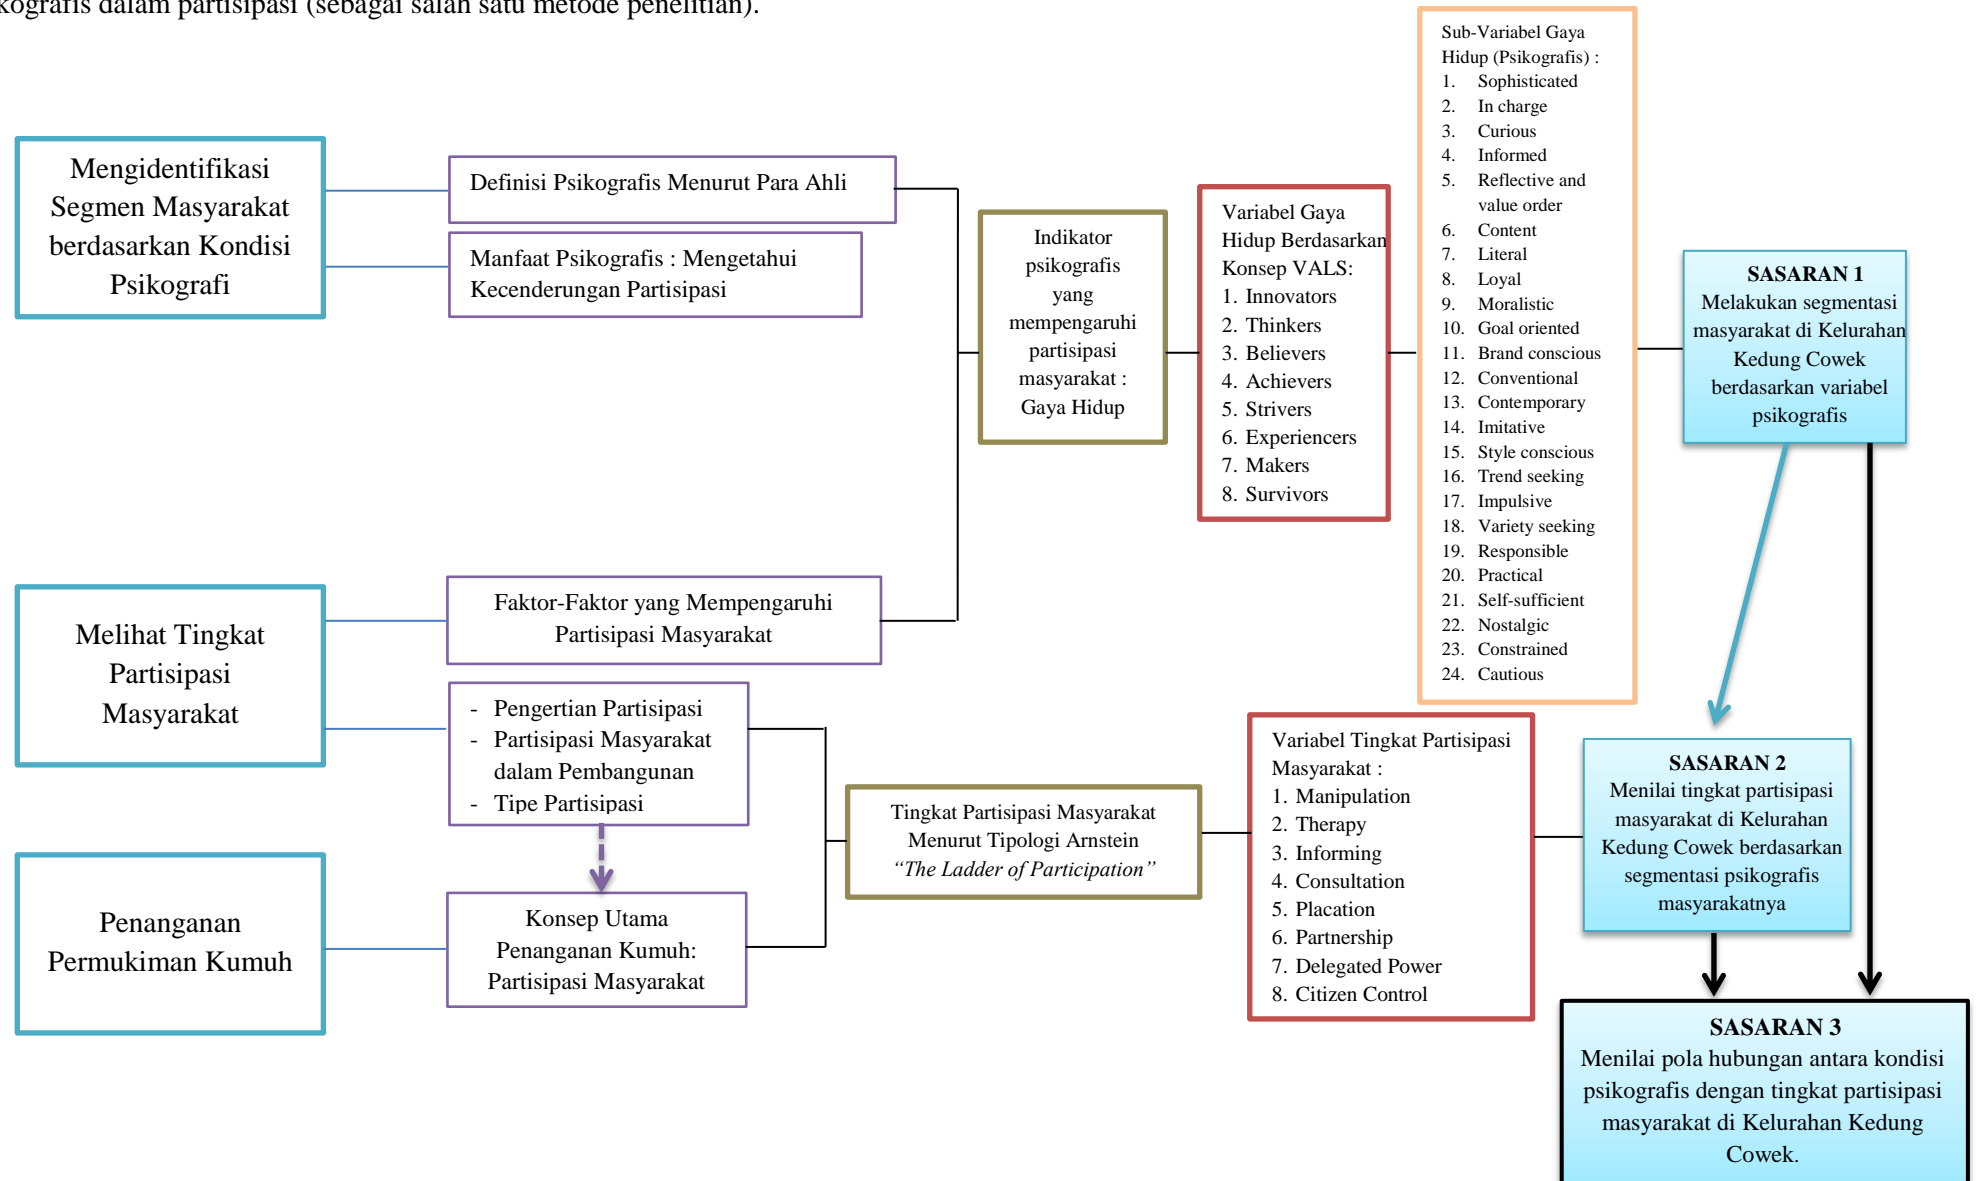 kografis dalam partisipasi (sebagai salah satu metode penelitian).
Mengidentifikasi
Segmen Masyarakat
berdasarkan Kondisi
Psikografi
Definisi Psikografis Menurut Para Ahli
Manfaat Psikografis : Mengetahui
Kecenderungan Partisipasi
Indikator
psikografis
yang
mempengaruhi
partisipasi
masyarakat :
Gaya Hidup
Variabel Gaya
Hidup Berdasarkan
Konsep VALS:
1. Innovators
2. Thinkers
3. Believers
4. Achievers
5. Strivers
6. Experiencers
7. Makers
8. Survivors
Sub-Variabel Gaya
Hidup (Psikografis) :
1. Sophisticated
2. In charge
3. Curious
4. Informed
5. Reflective and
value order
6. Content
7. Literal
8. Loyal
9. Moralistic
10. Goal oriented
11. Brand conscious
12. Conventional
13. Contemporary
14. Imitative
15. Style conscious
16. Trend seeking
17. Impulsive
18. Variety seeking
19. Responsible
20. Practical
21. Self-sufficient
22. Nostalgic
23. Constrained
24. Cautious
SASARAN 1
Melakukan segmentasi
masyarakat di Kelurahan
Kedung Cowek
berdasarkan variabel
psikografis
Melihat Tingkat
Partisipasi
Masyarakat
Faktor-Faktor yang Mempengaruhi
Partisipasi Masyarakat
- Pengertian Partisipasi
- Partisipasi Masyarakat
dalam Pembangunan
- Tipe Partisipasi
Penanganan
Permukiman Kumuh
Konsep Utama
Penanganan Kumuh:
Partisipasi Masyarakat
Tingkat Partisipasi Masyarakat
Menurut Tipologi Arnstein
“The Ladder of Participation”
Variabel Tingkat Partisipasi
Masyarakat :
1. Manipulation
2. Therapy
3. Informing
4. Consultation
5. Placation
6. Partnership
7. Delegated Power
8. Citizen Control
SASARAN 2
Menilai tingkat partisipasi
masyarakat di Kelurahan
Kedung Cowek berdasarkan
segmentasi psikografis
masyarakatnya
SASARAN 3
Menilai pola hubungan antara kondisi
psikografis dengan tingkat partisipasi
masyarakat di Kelurahan Kedung
Cowek.